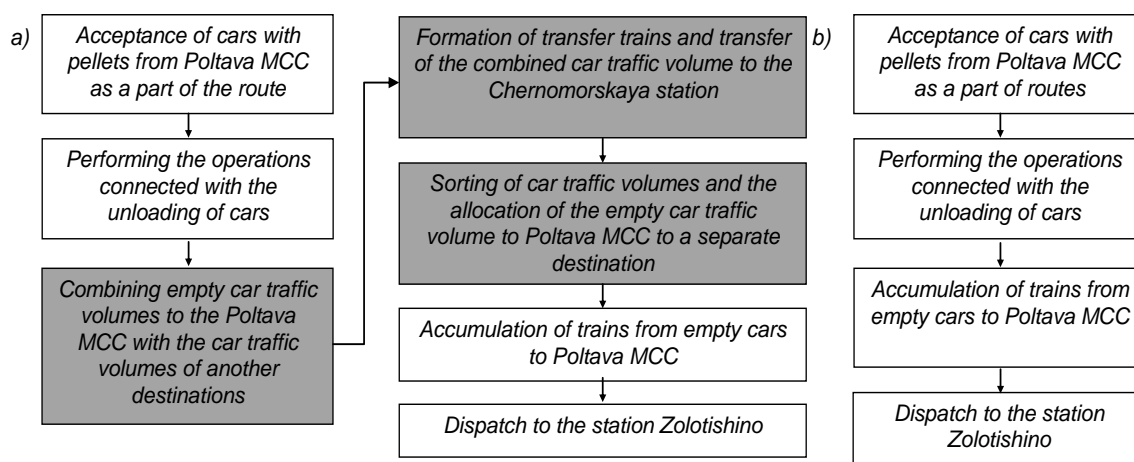 a)
Acceptance of cars with
pellets from Poltava MCC
as a part of the route
Performing the operations
connected with the
unloading of cars
Combining empty car traffic
volumes to the Poltava
MCC with the car traffic
volumes of another
destinations
Formation of transfer trains and transfer
of the combined car traffic volume to the
Chernomorskaya station
Sorting of car traffic volumes and the
allocation of the empty car traffic
volume to Poltava MCC to a separate
destination
Accumulation of trains from empty cars
to Poltava MCC
Dispatch to the station Zolotishino
b)
Acceptance of cars with
pellets from Poltava MCC
as a part of routes
Performing the operations
connected with the
unloading of cars
Accumulation of trains from
empty cars to Poltava MCC
Dispatch to the station
Zolotishino